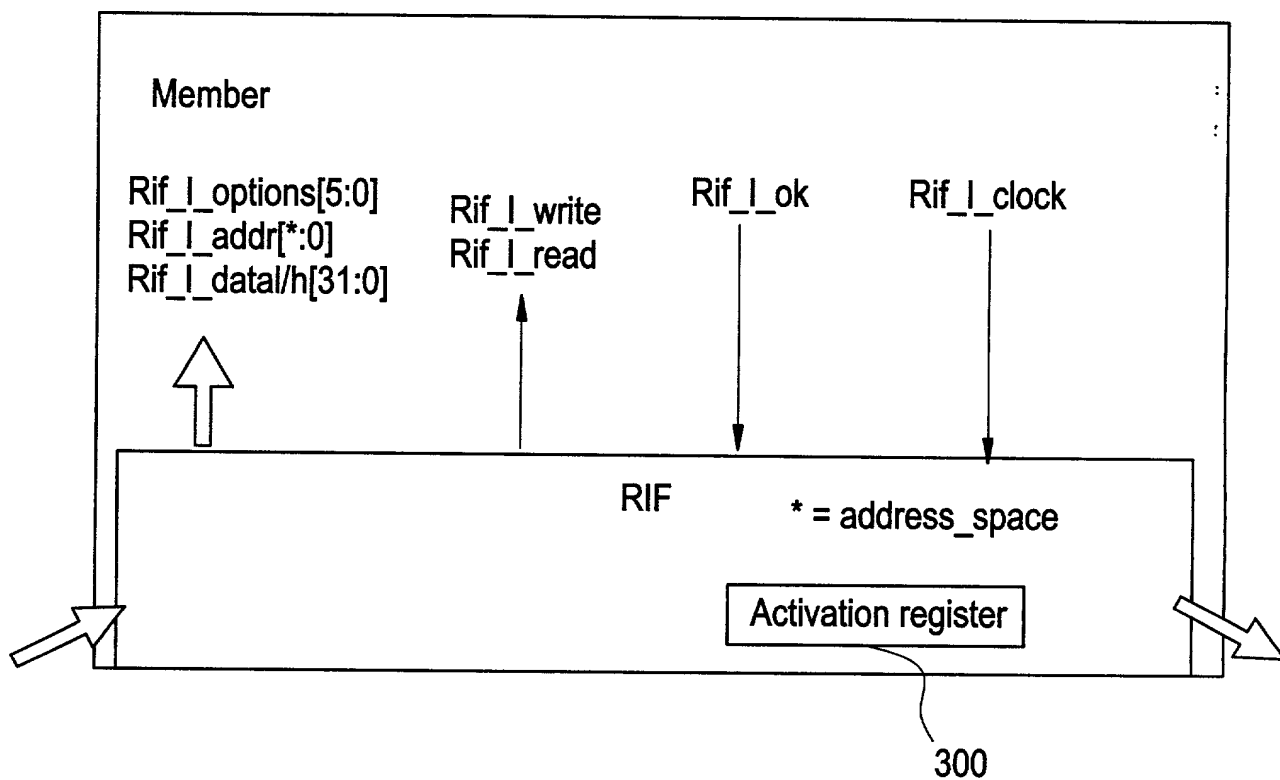 Member
Rif_I_options[5:0]
Rif_I_addr[*:0]
Rif_I_datal/h[31:0]
Rif_I_write
Rif_I_read
Rif_I_ok
Rif_I_clock
RIF
* = address_space
Activation register
300